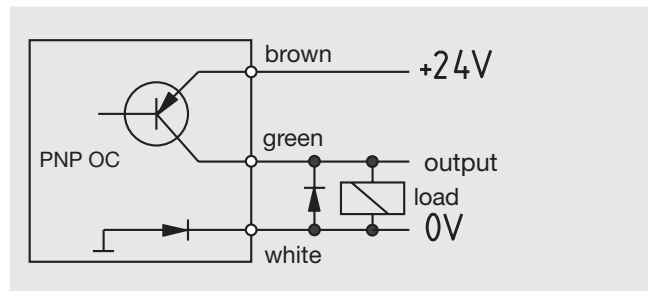 brown
+24V
green
PNP OC
output
load
0V
white